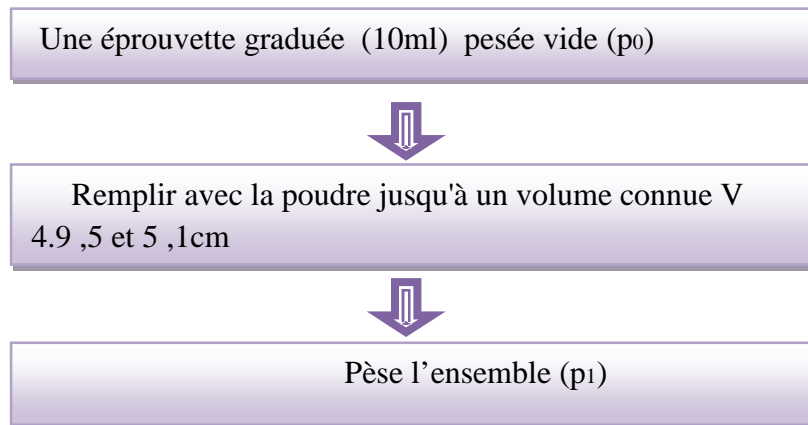 Une éprouvette graduée (10ml) pesée vide (p0)
Remplir avec la poudre jusqu'à un volume connue V
4.9 ,5 et 5 ,1cm
Pèse l’ensemble (p1)